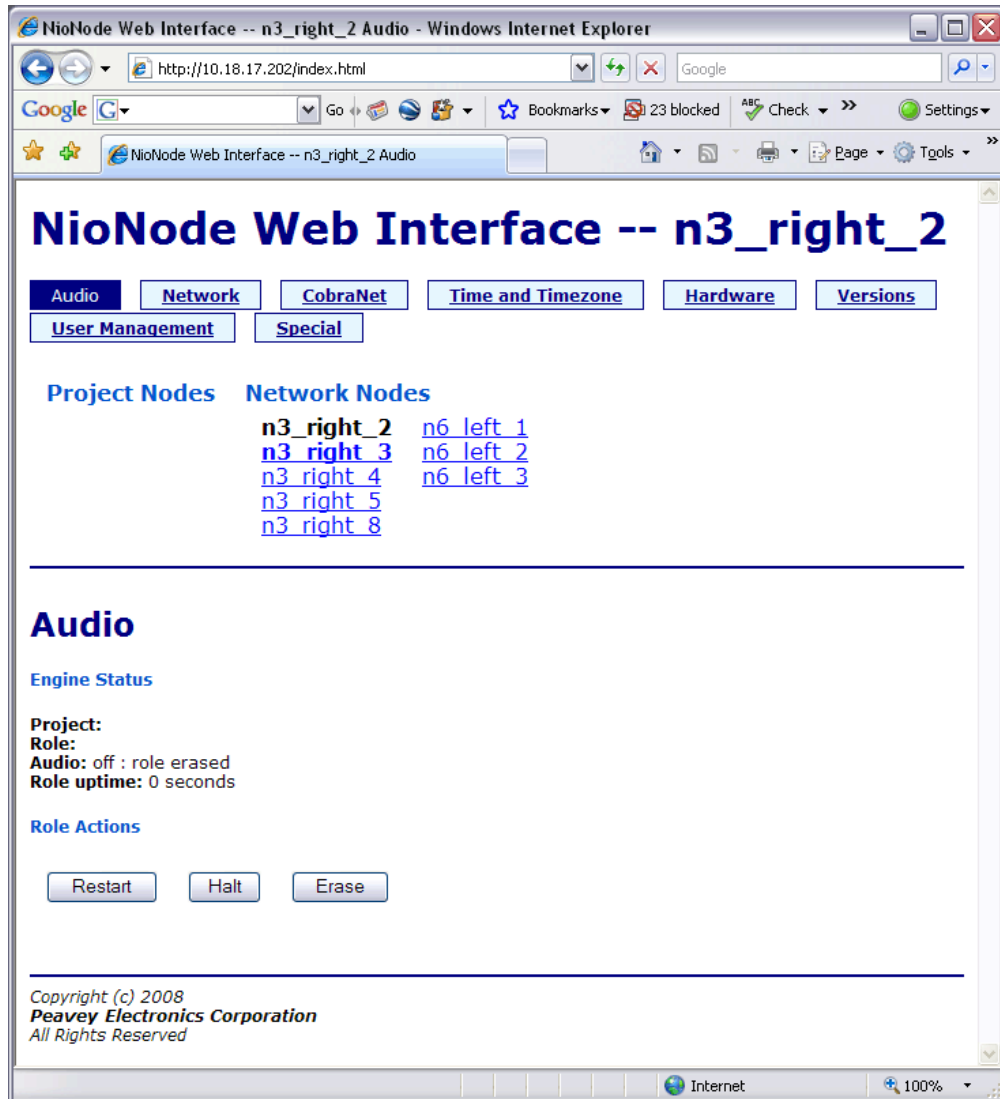 NioNode Web Interface -- n3_right_2 Audio - Windows Internet Explorer
http://10.18.17.202/index.html
Google
Google G Go Bookmarks 23 blocked ABC Check » Settings
NioNode Web Interface -- n3_right_2 Audio Page Tools »
NioNode Web Interface -- n3_right_2
Audio Network CobraNet Time and Timezone Hardware Versions
User Management Special
Project Nodes Network Nodes
n3_right_2 n6_left_1
n3_right_3 n6_left_2
n3_right_4 n6_left_3
n3_right_5
n3_right_8
Audio
Engine Status
Project:
Role:
Audio: off : role erased
Role uptime: 0 seconds
Role Actions
Restart Halt Erase
Copyright (c) 2008
Peavey Electronics Corporation
All Rights Reserved
Internet 100%